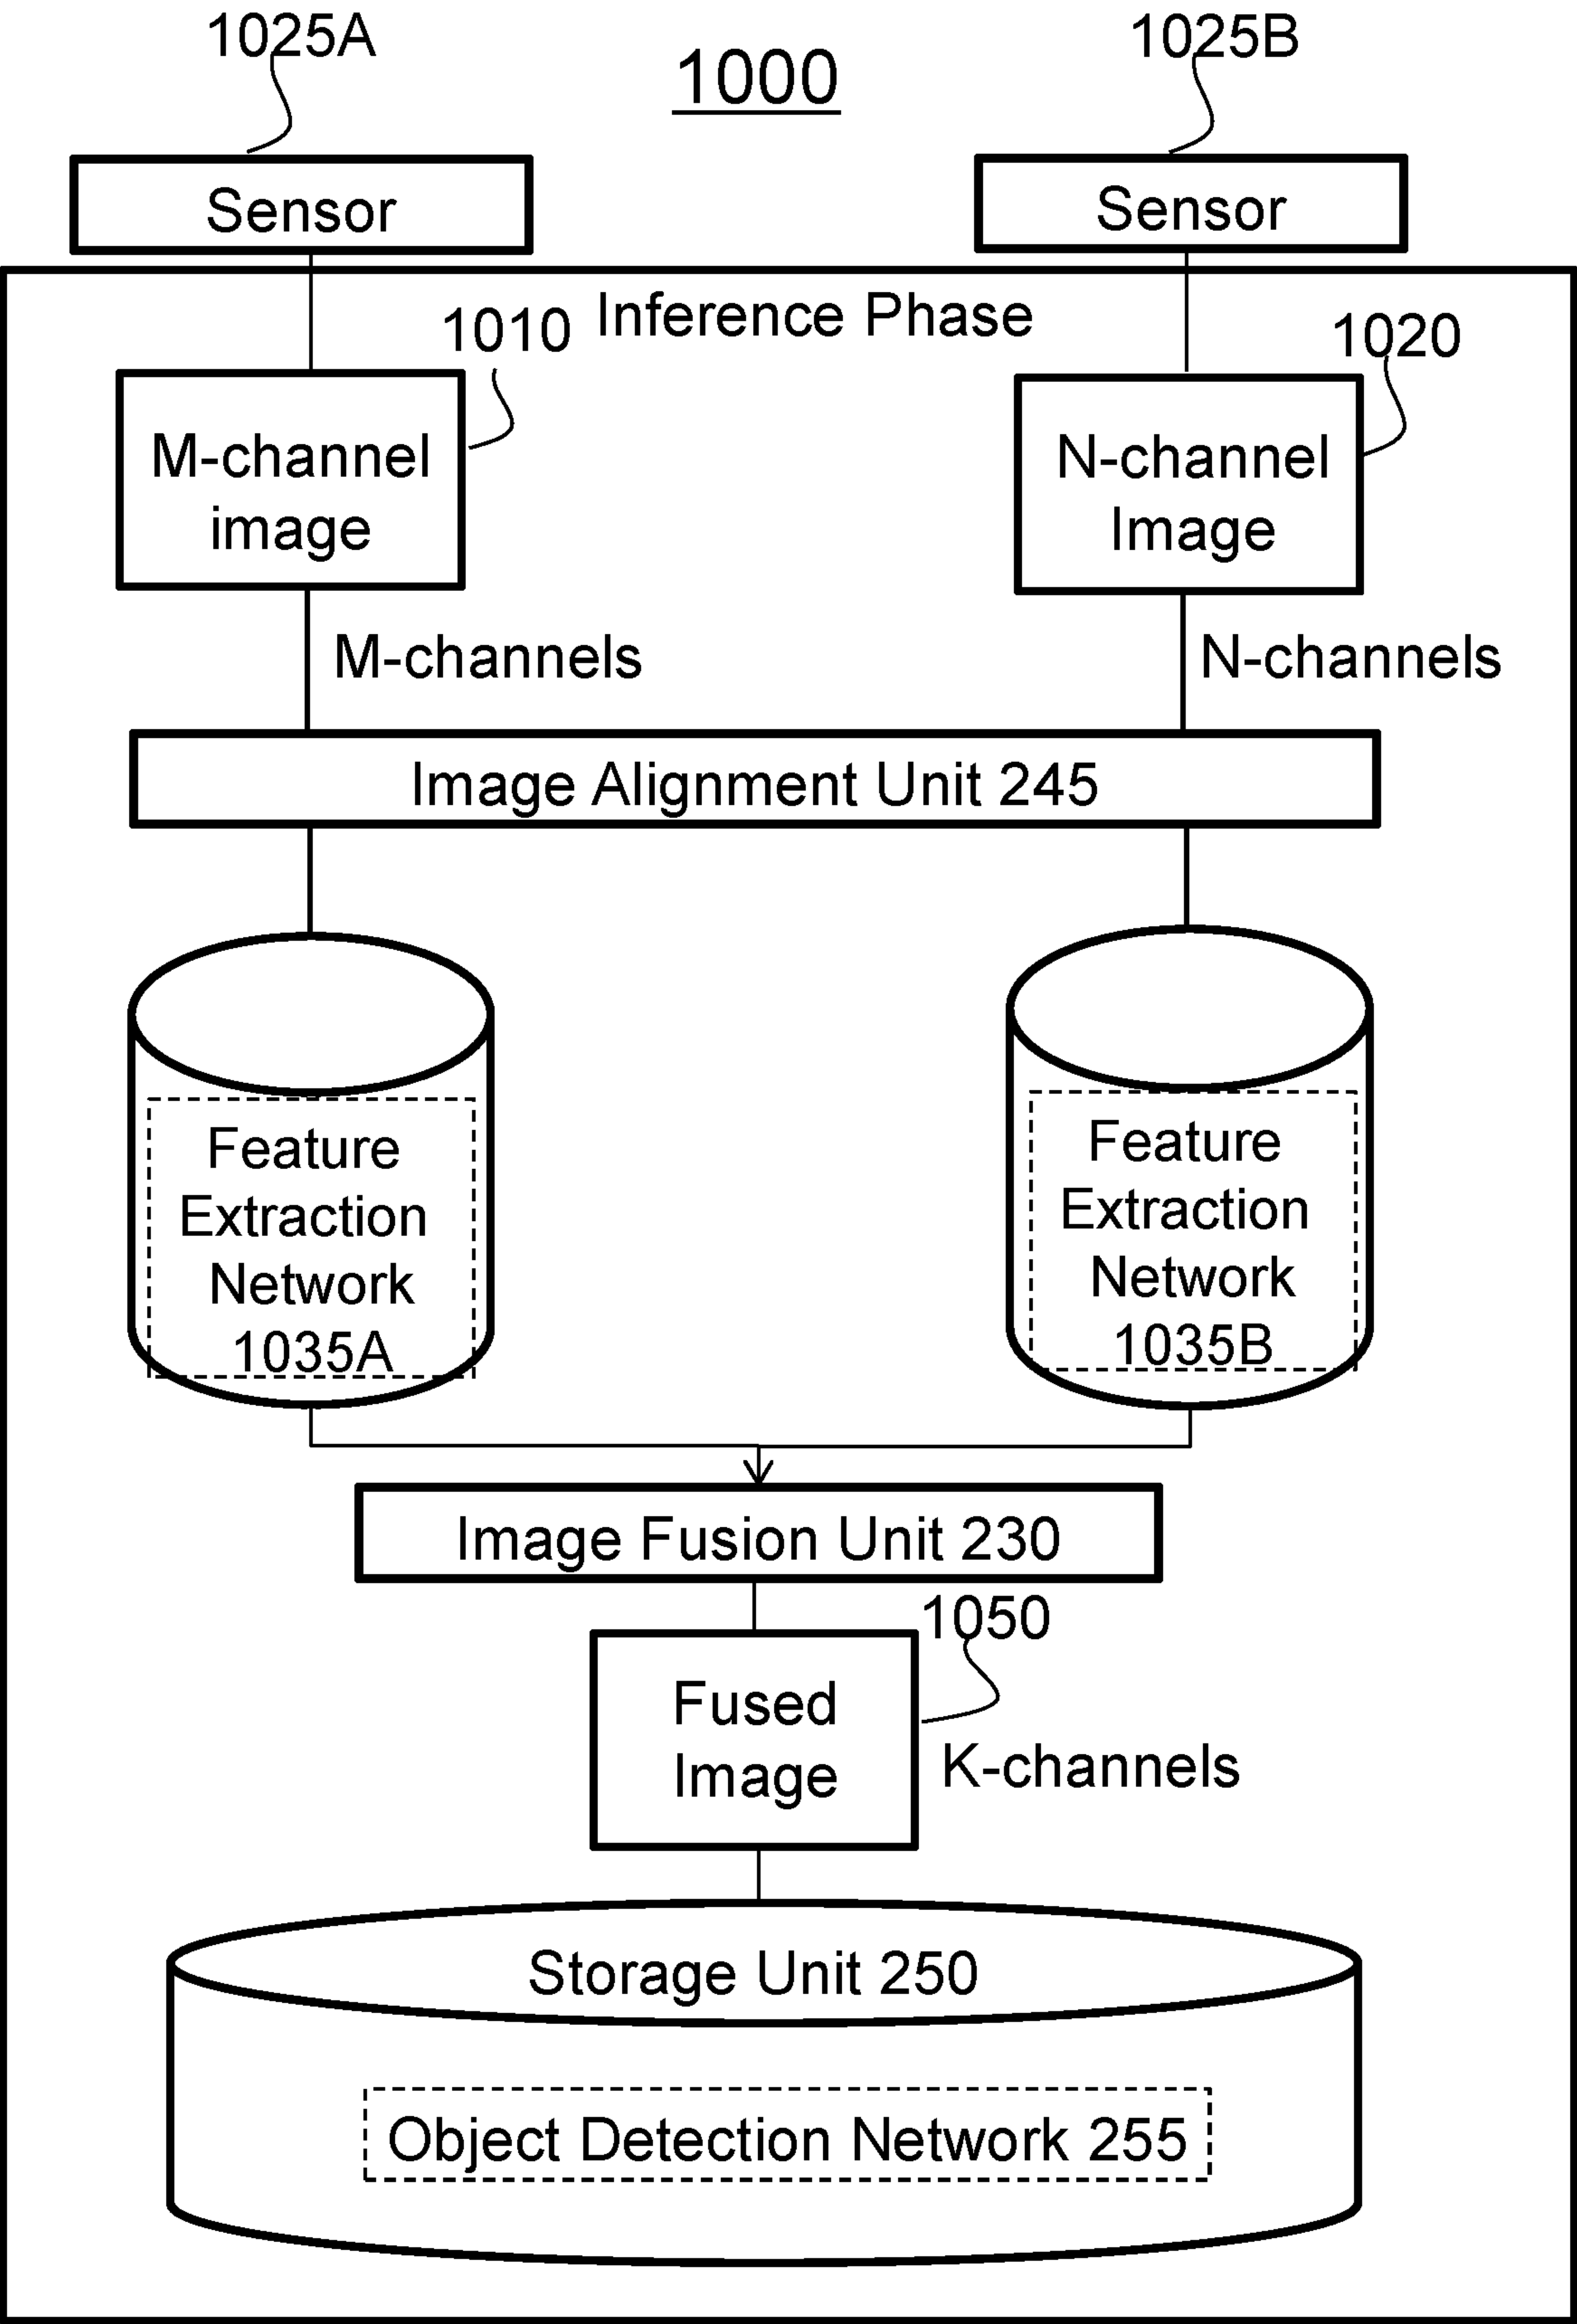 1025A
1000
1025B
Sensor
Sensor
Inference Phase
1010
1020
M-channel
image
N-channel
Image
M-channels
N-channels
Image Alignment Unit 245
Feature
Extraction
Network
1035A
Feature
Extraction
Network
1035B
Image Fusion Unit 230
1050
Fused
Image
K-channels
Storage Unit 250
Object Detection Network 255